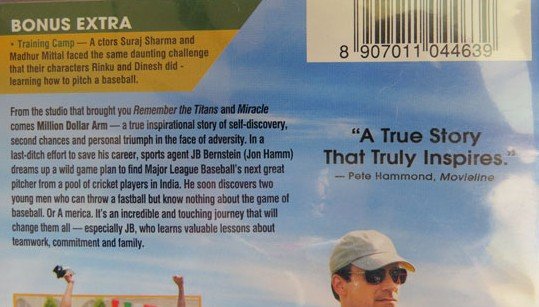 BONUS EXTRA
• Training Camp — A ctors Suraj Sharma and
Madhur Mittal faced the same daunting challenge
that their characters Rinku and Dinesh did -
learning how to pitch a baseball.
8 907011 044639
From the studio that brought you Remember the Titans and Miracle
comes Million Dollar Arm — a true inspirational story of self-discovery,
second chances and personal triumph in the face of adversity. In a
last-ditch effort to save his career, sports agent JB Bernstein (Jon Hamm)
dreams up a wild game plan to find Major League Baseball's next great
pitcher from a pool of cricket players in India. He soon discovers two
young men who can throw a fastball but know nothing about the game of
baseball. Or A merica. It's an incredible and touching journey that will
change them all — especially JB, who learns valuable lessons about
teamwork, commitment and family.
"A True Story
That Truly Inspires."
— Pete Hammond, Movieline